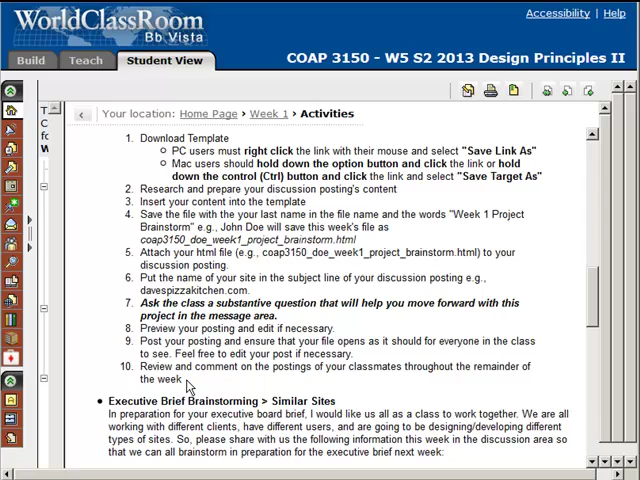 Accessibility | Help
WorldClassRoom
Bb Vista
COAP 3150 - W5 S2 2013 Design Principles II
Build
Teach
Student View
Your location: Home Page › Week 1 › Activities
1. Download Template
PC users must right click the link with their mouse and select "Save Link As"
Mac users should hold down the option button and click the link or hold
down the control (Ctrl) button and click the link and select "Save Target As"
2. Research and prepare your discussion posting's content
3. Insert your content into the template
4. Save the file with the your last name in the file name and the words "Week 1 Project
Brainstorm" e.g., John Doe will save this week's file as
coap3150_doe_week1_project_brainstorm.html
5. Attach your html file (e.g., coap3150_doe_week1_project_brainstorm.html) to your
discussion posting.
6. Put the name of your site in the subject line of your discussion posting e.g.,
davespizzakitchen.com.
7. Ask the class a substantive question that will help you move forward with this
project in the message area.
8. Preview your posting and edit if necessary.
9. Post your posting and ensure that your file opens as it should for everyone in the class
to see. Feel free to edit your post if necessary.
10. Review and comment on the postings of your classmates throughout the remainder of
the week
Executive Brief Brainstorming > Similar Sites
In preparation for your executive board brief, I would like us all as a class to work together. We are all
working with different clients, have different users, and are going to be designing/developing different
types of sites. So, please share with us the following information this week in the discussion area so
that we can all brainstorm in preparation for the executive brief next week: